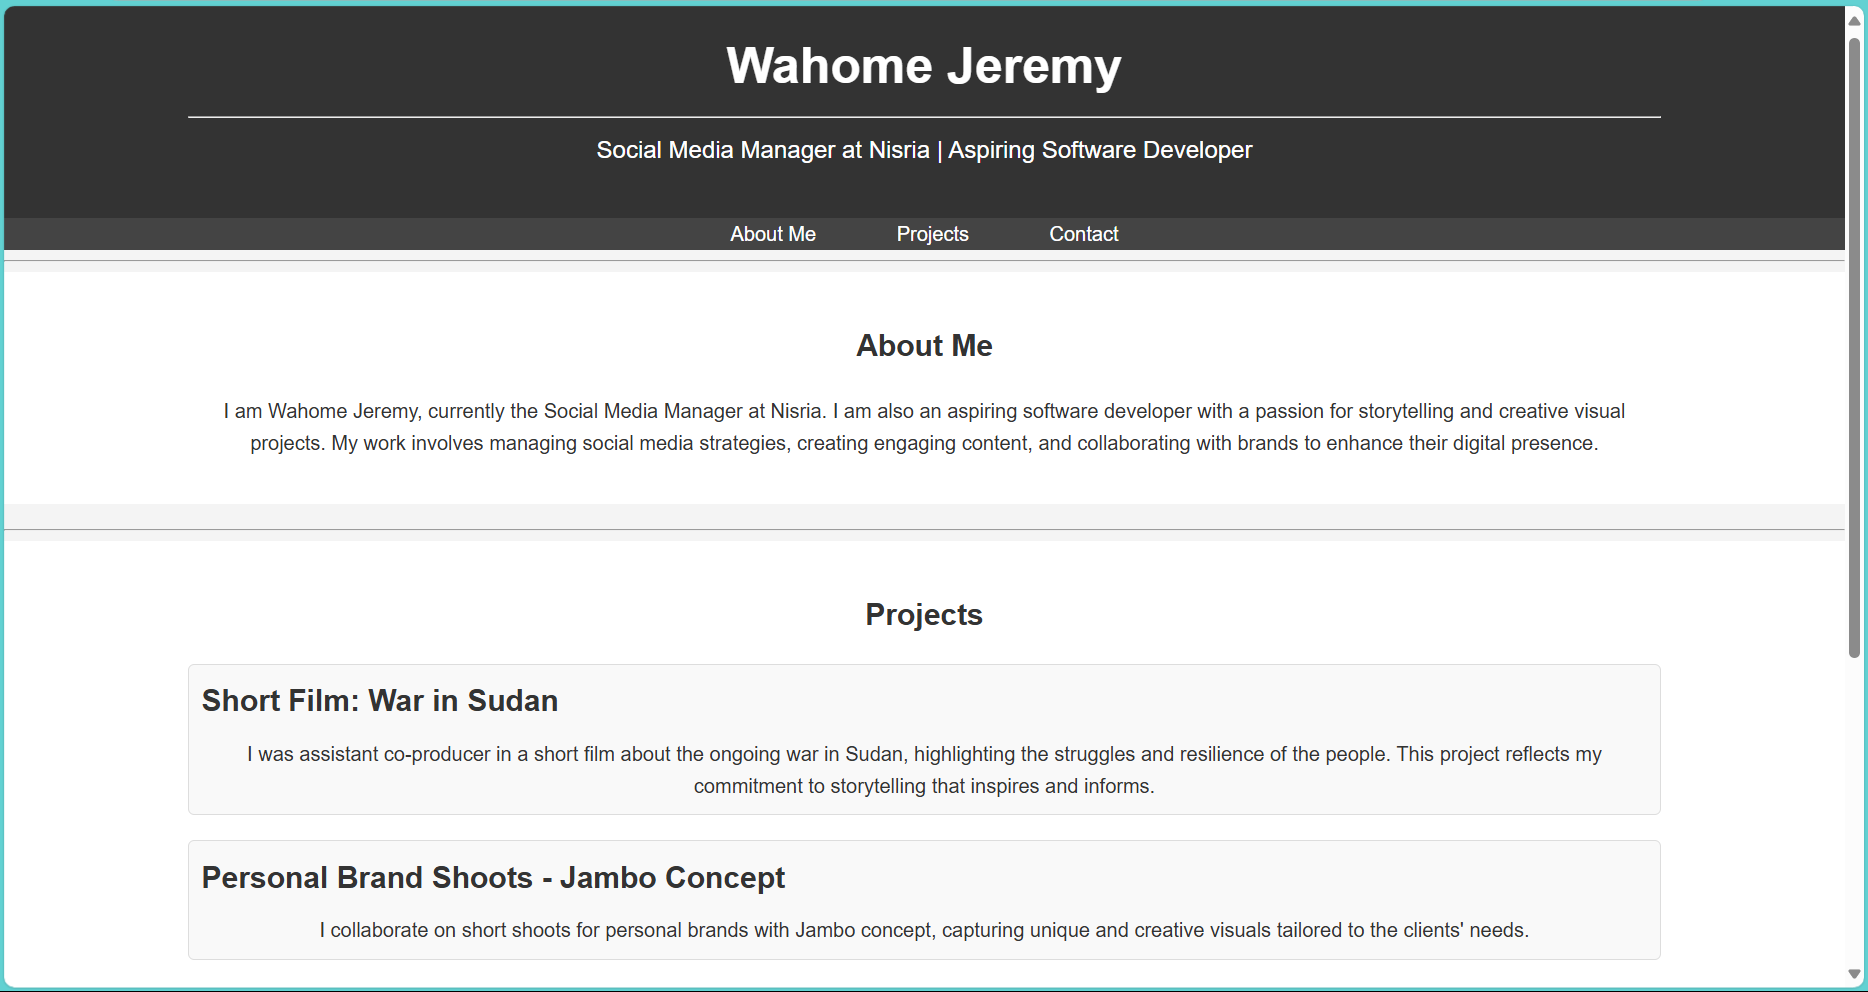 Wahome Jeremy
Social Media Manager at Nisria | Aspiring Software Developer
About Me
Projects
Contact
About Me
I am Wahome Jeremy, currently the Social Media Manager at Nisria. I am also an aspiring software developer with a passion for storytelling and creative visual
projects. My work involves managing social media strategies, creating engaging content, and collaborating with brands to enhance their digital presence.
Projects
Short Film: War in Sudan
I was assistant co-producer in a short film about the ongoing war in Sudan, highlighting the struggles and resilience of the people. This project reflects my
commitment to storytelling that inspires and informs.
Personal Brand Shoots - Jambo Concept
I collaborate on short shoots for personal brands with Jambo concept, capturing unique and creative visuals tailored to the clients' needs.